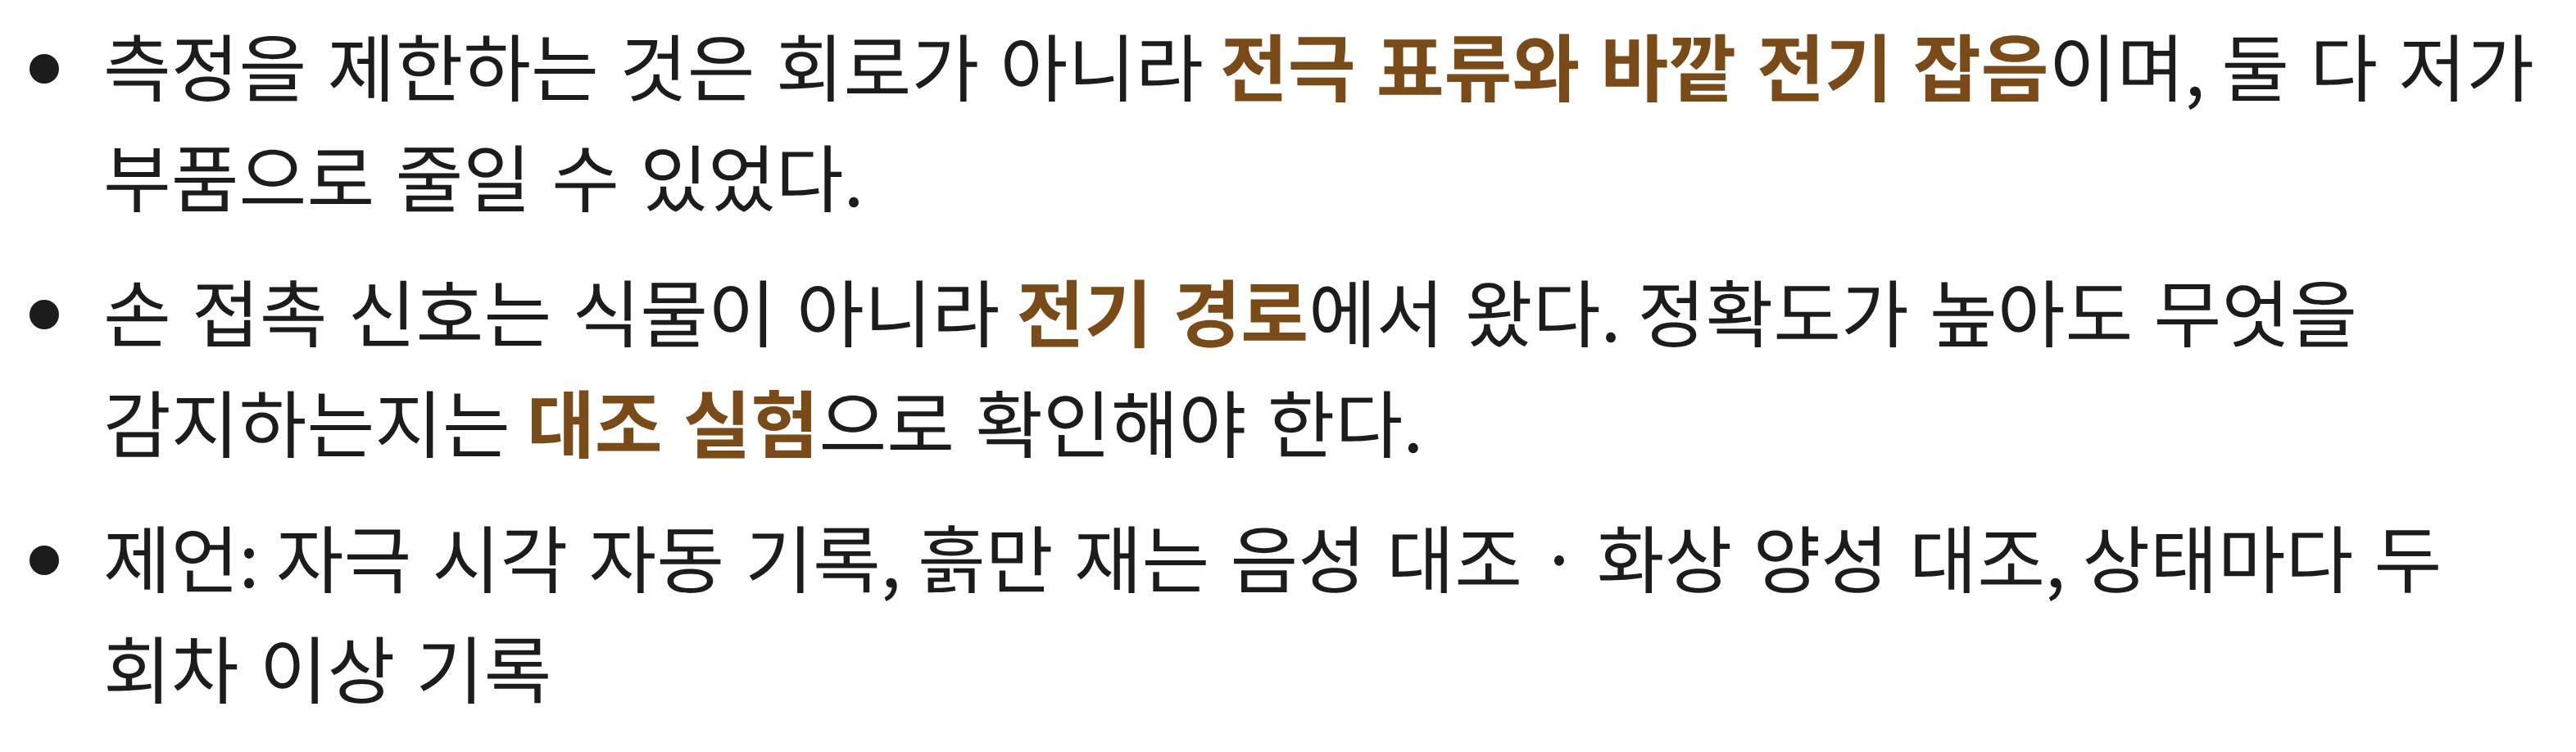 • 측정을 제한하는 것은 회로가 아니라 전극 표류와 바깥 전기 잡음이며, 둘 다 저가
부품으로 줄일 수 있었다.
• 손 접촉 신호는 식물이 아니라 전기 경로에서 왔다. 정확도가 높아도 무엇을
감지하는지는 대조 실험으로 확인해야 한다.
• 제언: 자극 시각 자동 기록, 흙만 재는 음성 대조 · 화상 양성 대조, 상태마다 두
회차 이상 기록